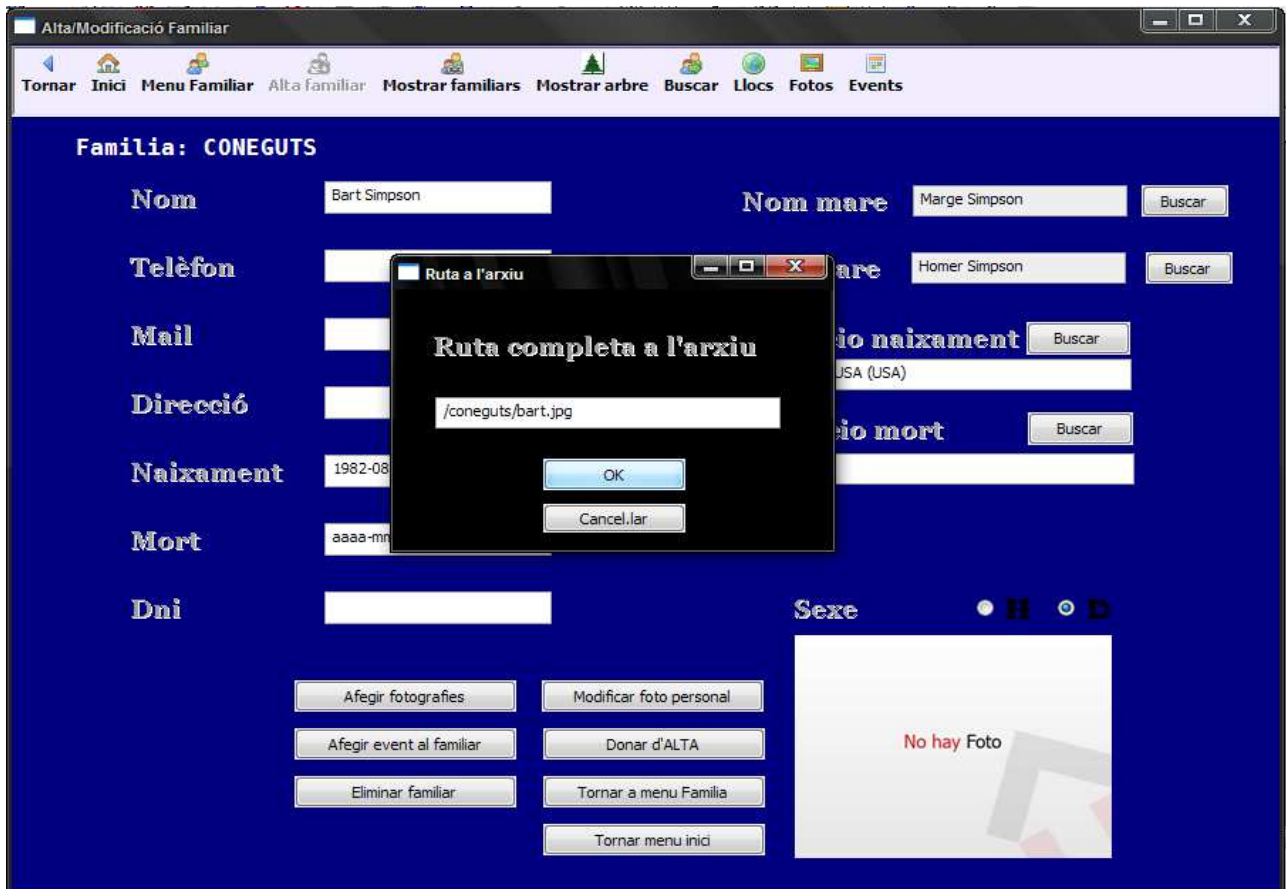 Alta/Modificació Familiar
Tornar Inici Menu Familiar Alta familiar Mostrar familiars Mostrar arbre Buscar Llocs Fotos Events
Familia: CONEGUTS
Nom Bart Simpson Nom mare Marge Simpson Buscar
Telèfon are Homer Simpson Buscar
Ruta a l'arxiu
Mail io naixament Buscar
Ruta completa a l'arxiu
USA (USA)
Direcció io mort Buscar
/coneguts/bart.jpg
Naixament 1982-08
OK
Cancel.lar
Mort aaaa-mm
Dni Sexe H D
Afegir fotografies Modificar foto personal
Afegir event al familiar Donar d'ALTA No hay Foto
Eliminar familiar Tornar a menu Familia
Tornar menu inici